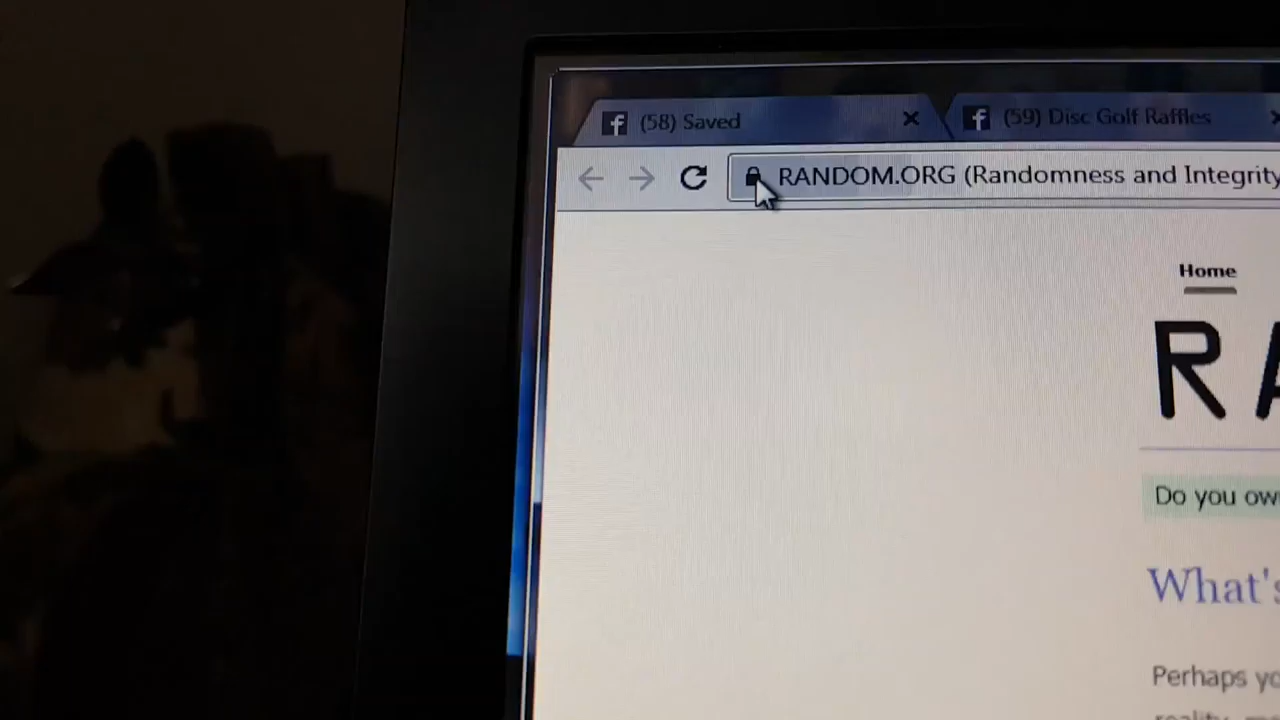 (58) Saved
(59) Disc Golf Raffles
RANDOM.ORG (Randomness and Integrity
Home
RA
Do you ow
What's
Perhaps yo